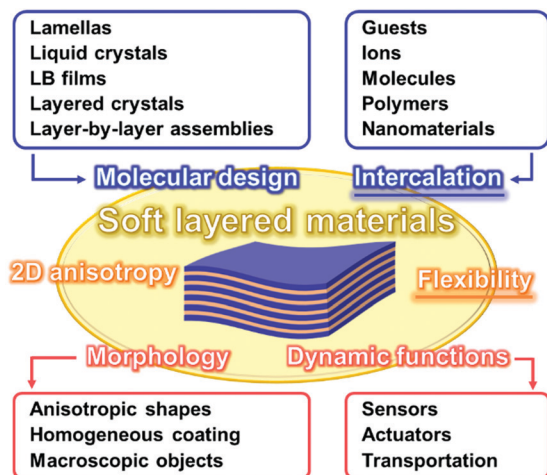 Lamellas
Liquid crystals
LB films
Layered crystals
Layer-by-layer assemblies
Guests
Ions
Molecules
Polymers
Nanomaterials
Molecular design
Intercalation
Soft layered materials
2D anisotropy
Flexibility
Morphology
Dynamic functions
Anisotropic shapes
Homogeneous coating
Macroscopic objects
Sensors
Actuators
Transportation